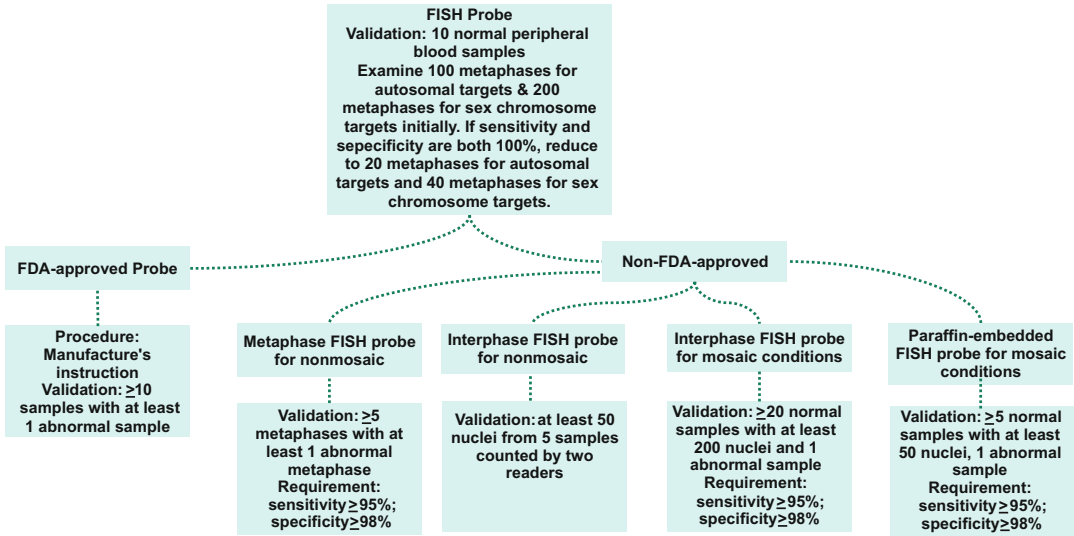 FISH Probe
Validation: 10 normal peripheral
blood samples
Examine 100 metaphases for
autosomal targets & 200
metaphases for sex chromosome
targets initially. If sensitivity and
sepecificity are both 100%, reduce
to 20 metaphases for autosomal
targets and 40 metaphases for sex
chromosome targets.
FDA-approved Probe
Non-FDA-approved
Procedure:
Manufacture's
instruction
Validation: ≥10
samples with at least
1 abnormal sample
Metaphase FISH probe
for nonmosaic
Interphase FISH probe
for nonmosaic
Interphase FISH probe
for mosaic conditions
Paraffin-embedded
FISH probe for mosaic
conditions
Validation: ≥5
metaphases with at
least 1 abnormal
metaphase
Requirement:
sensitivity≥95%;
specificity≥98%
Validation: at least 50
nuclei from 5 samples
counted by two
readers
Validation: ≥20 normal
samples with at least
200 nuclei and 1
abnormal sample
Requirement:
sensitivity≥95%;
specificity≥98%
Validation: ≥5 normal
samples with at least
50 nuclei, 1 abnormal
sample
Requirement:
sensitivity≥95%;
specificity≥98%